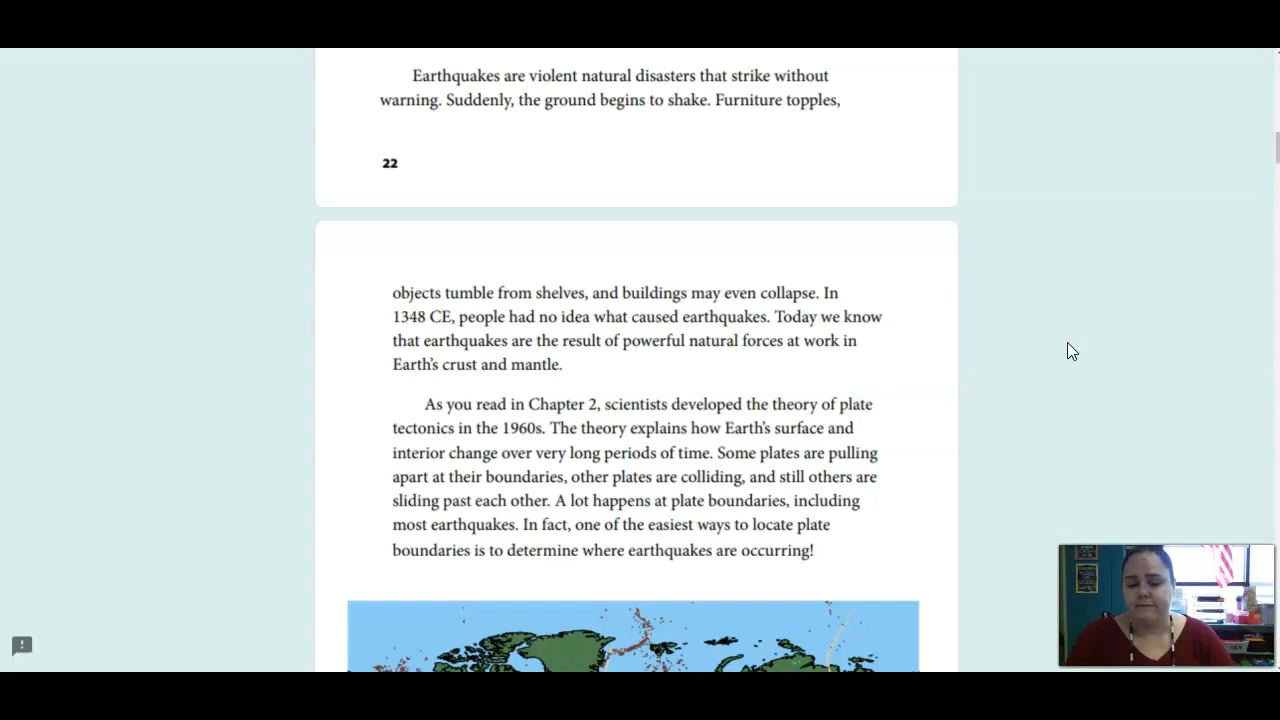 Earthquakes are violent natural disasters that strike without
warning. Suddenly, the ground begins to shake. Furniture topples,
22
objects tumble from shelves, and buildings may even collapse. In
1348 CE, people had no idea what caused earthquakes. Today we know
that earthquakes are the result of powerful natural forces at work in
Earth's crust and mantle.
As you read in Chapter 2, scientists developed the theory of plate
tectonics in the 1960s. The theory explains how Earth's surface and
interior change over very long periods of time. Some plates are pulling
apart at their boundaries, other plates are colliding, and still others are
sliding past each other. A lot happens at plate boundaries, including
most earthquakes. In fact, one of the easiest ways to locate plate
boundaries is to determine where earthquakes are occurring!